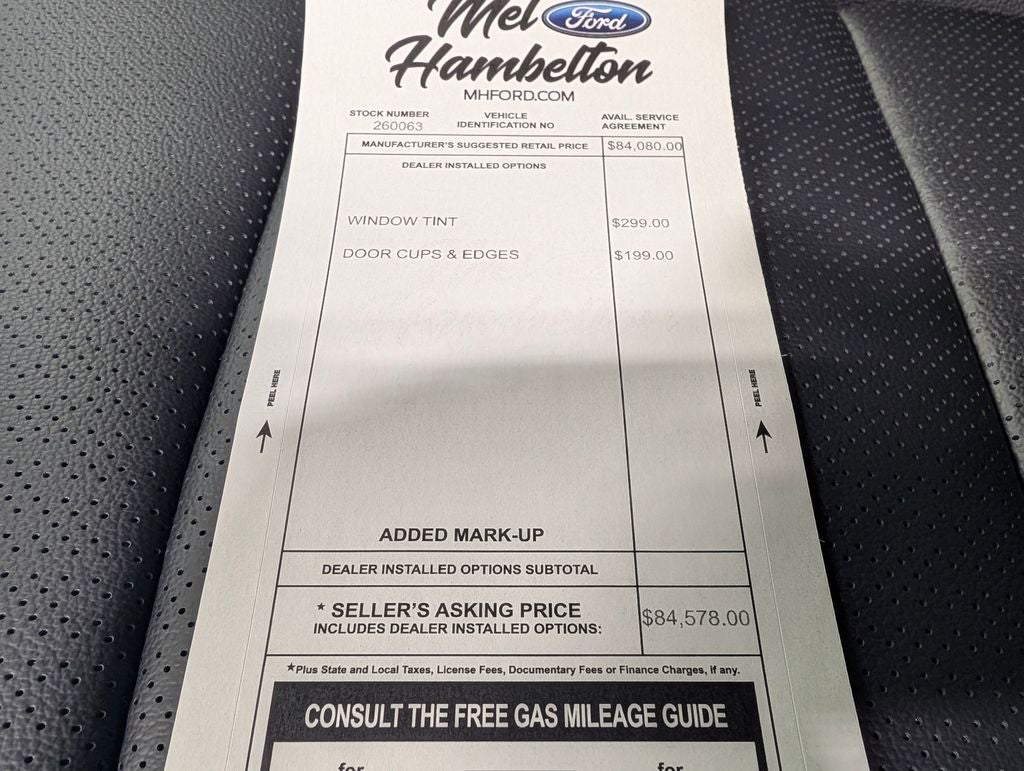 Mel Ford
Hambelton
MHFORD.COM
STOCK NUMBER
260063
VEHICLE
IDENTIFICATION NO
AVAIL. SERVICE
AGREEMENT
MANUFACTURER'S SUGGESTED RETAIL PRICE $84,080.00
DEALER INSTALLED OPTIONS
WINDOW TINT $299.00
DOOR CUPS & EDGES $199.00
PEEL HERE
PEEL HERE
ADDED MARK-UP
DEALER INSTALLED OPTIONS SUBTOTAL
* SELLER'S ASKING PRICE
INCLUDES DEALER INSTALLED OPTIONS:
$84,578.00
*Plus State and Local Taxes, License Fees, Documentary Fees or Finance Charges, if any.
CONSULT THE FREE GAS MILEAGE GUIDE
for for